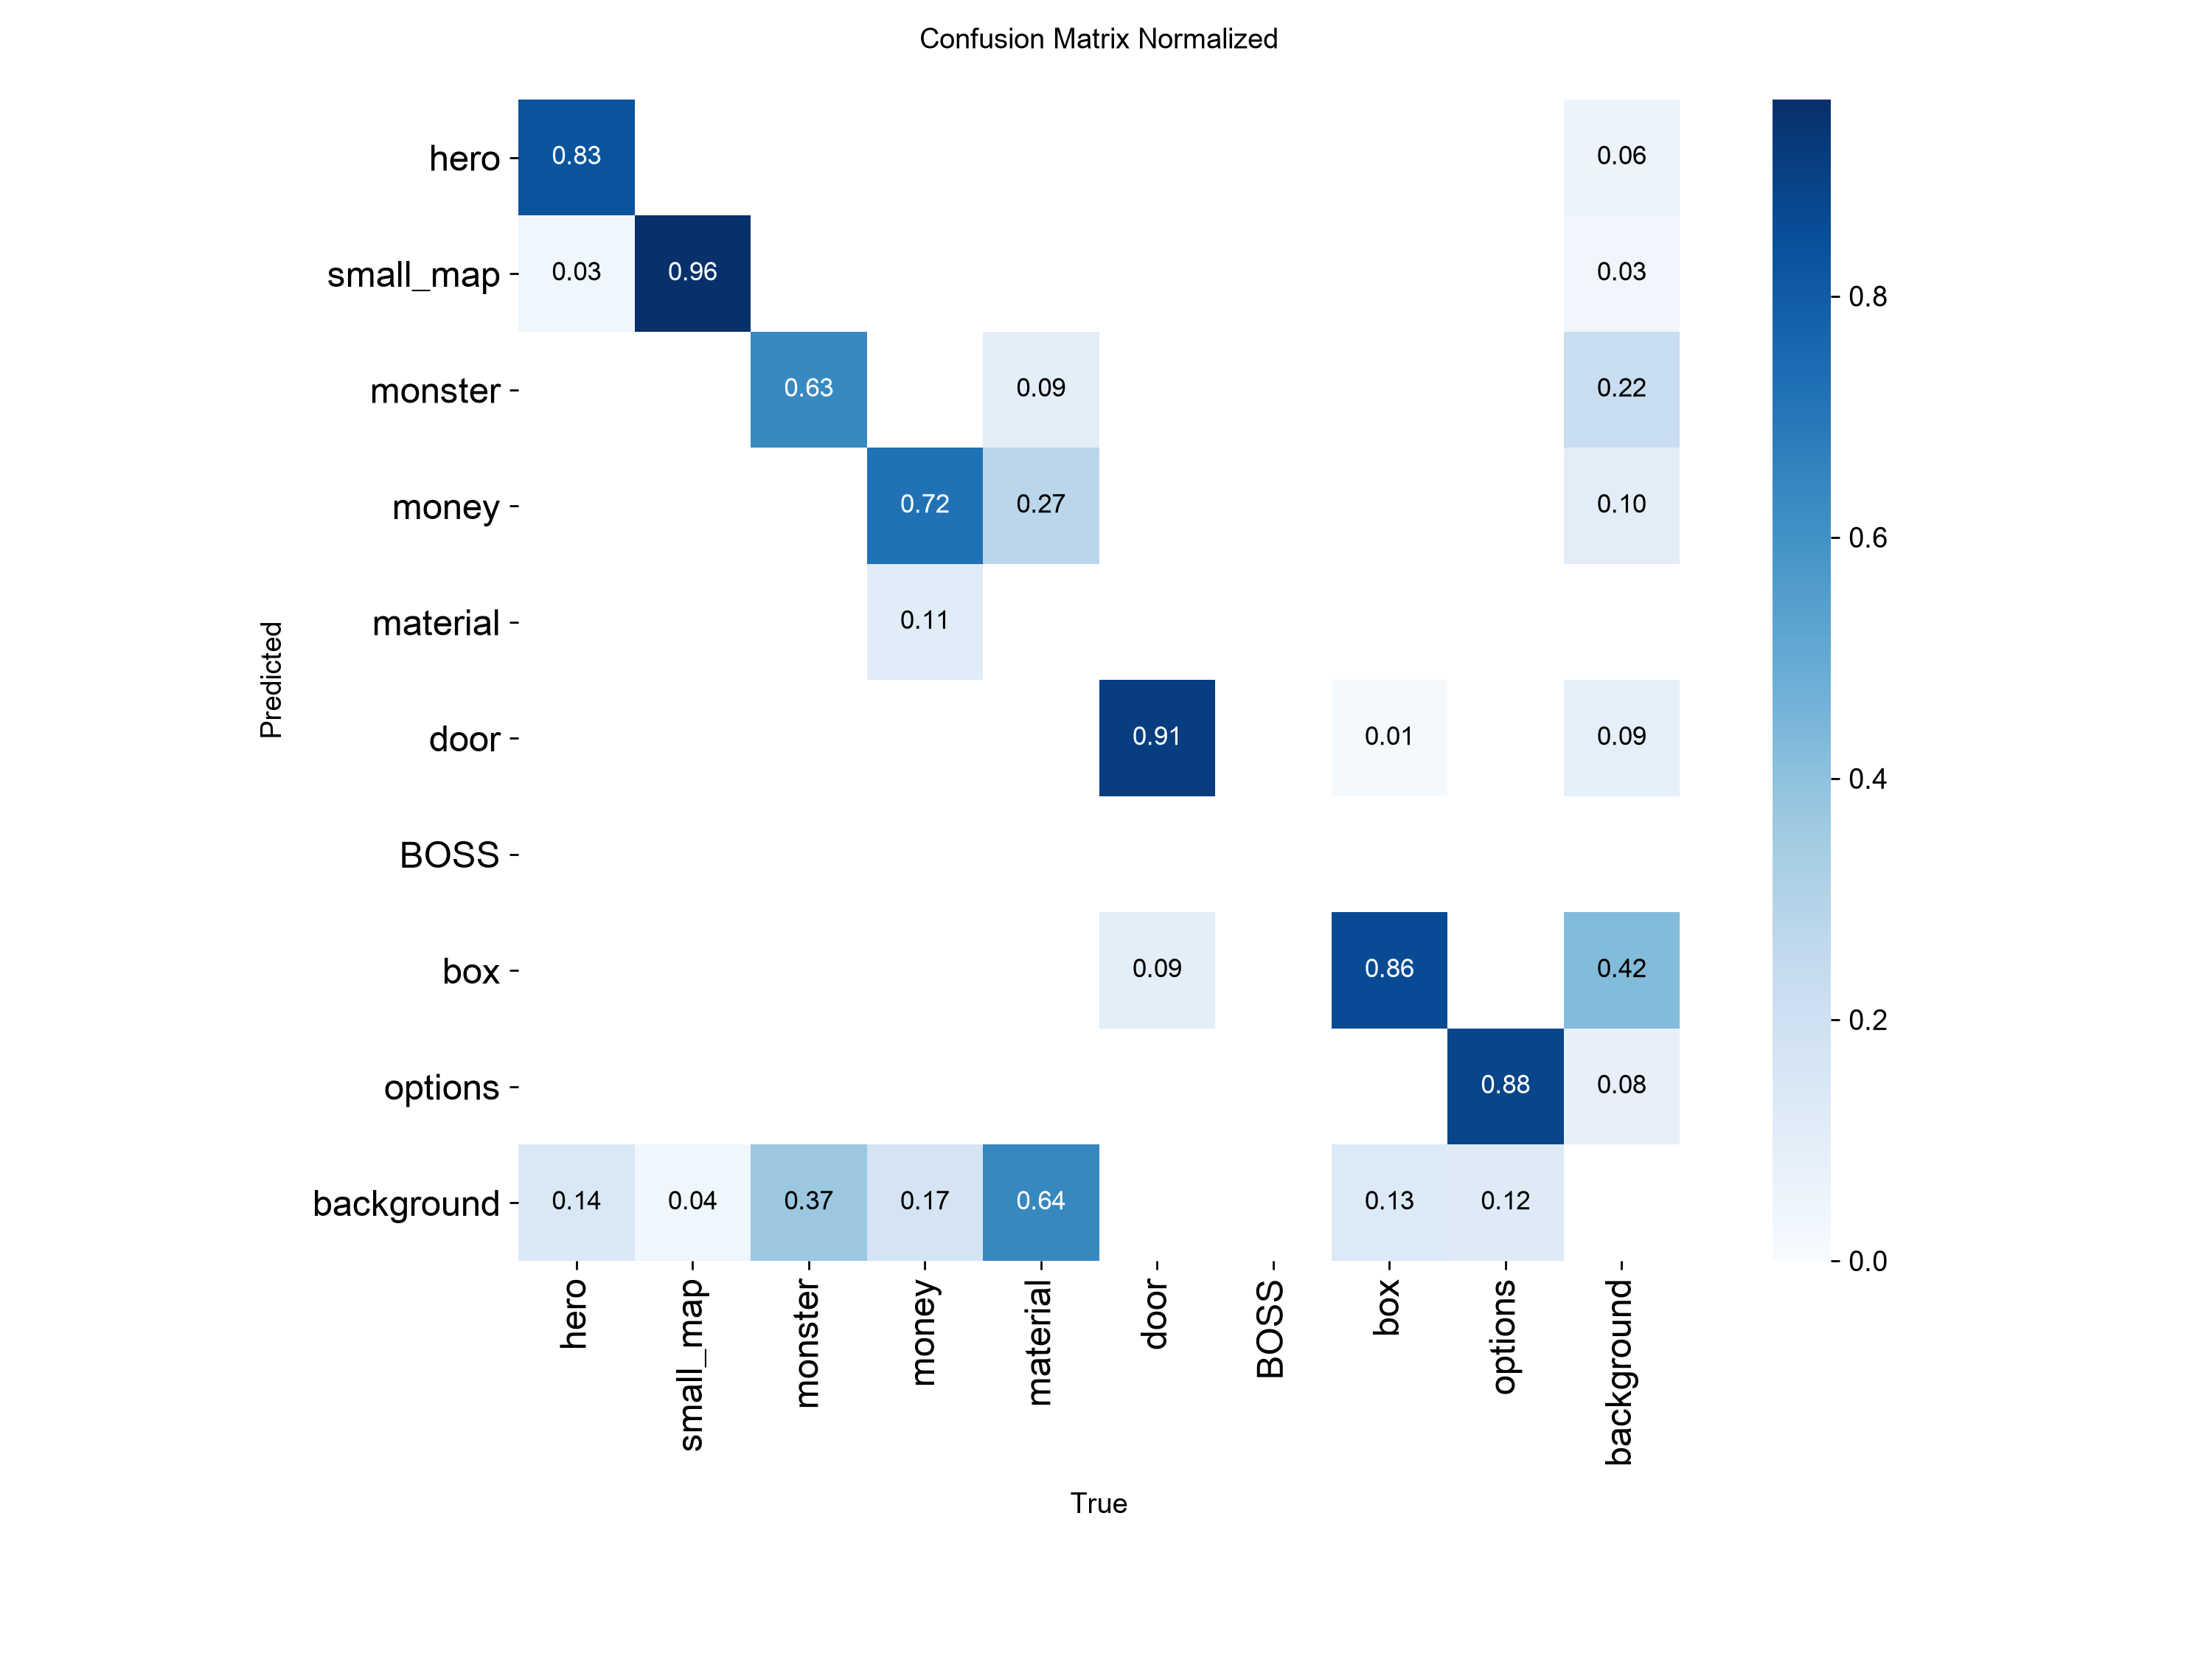 Confusion Matrix Normalized
hero 0.83 0.06
small_map 0.03 0.96 0.03
monster 0.63 0.09 0.22
money 0.72 0.27 0.10
material 0.11
door 0.91 0.01 0.09
BOSS
box 0.09 0.86 0.42
options 0.88 0.08
background 0.14 0.04 0.37 0.17 0.64 0.13 0.12
Predicted
hero small_map monster money material door BOSS box options background
True
0.8
0.6
0.4
0.2
0.0